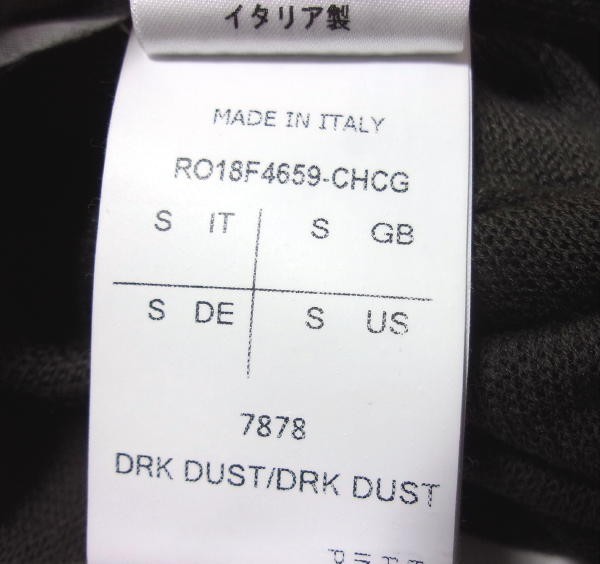 イタリア製
MADE IN ITALY
RO18F4659-CHCG
S IT S GB
S DE S US
7878
DRK DUST/DRK DUST